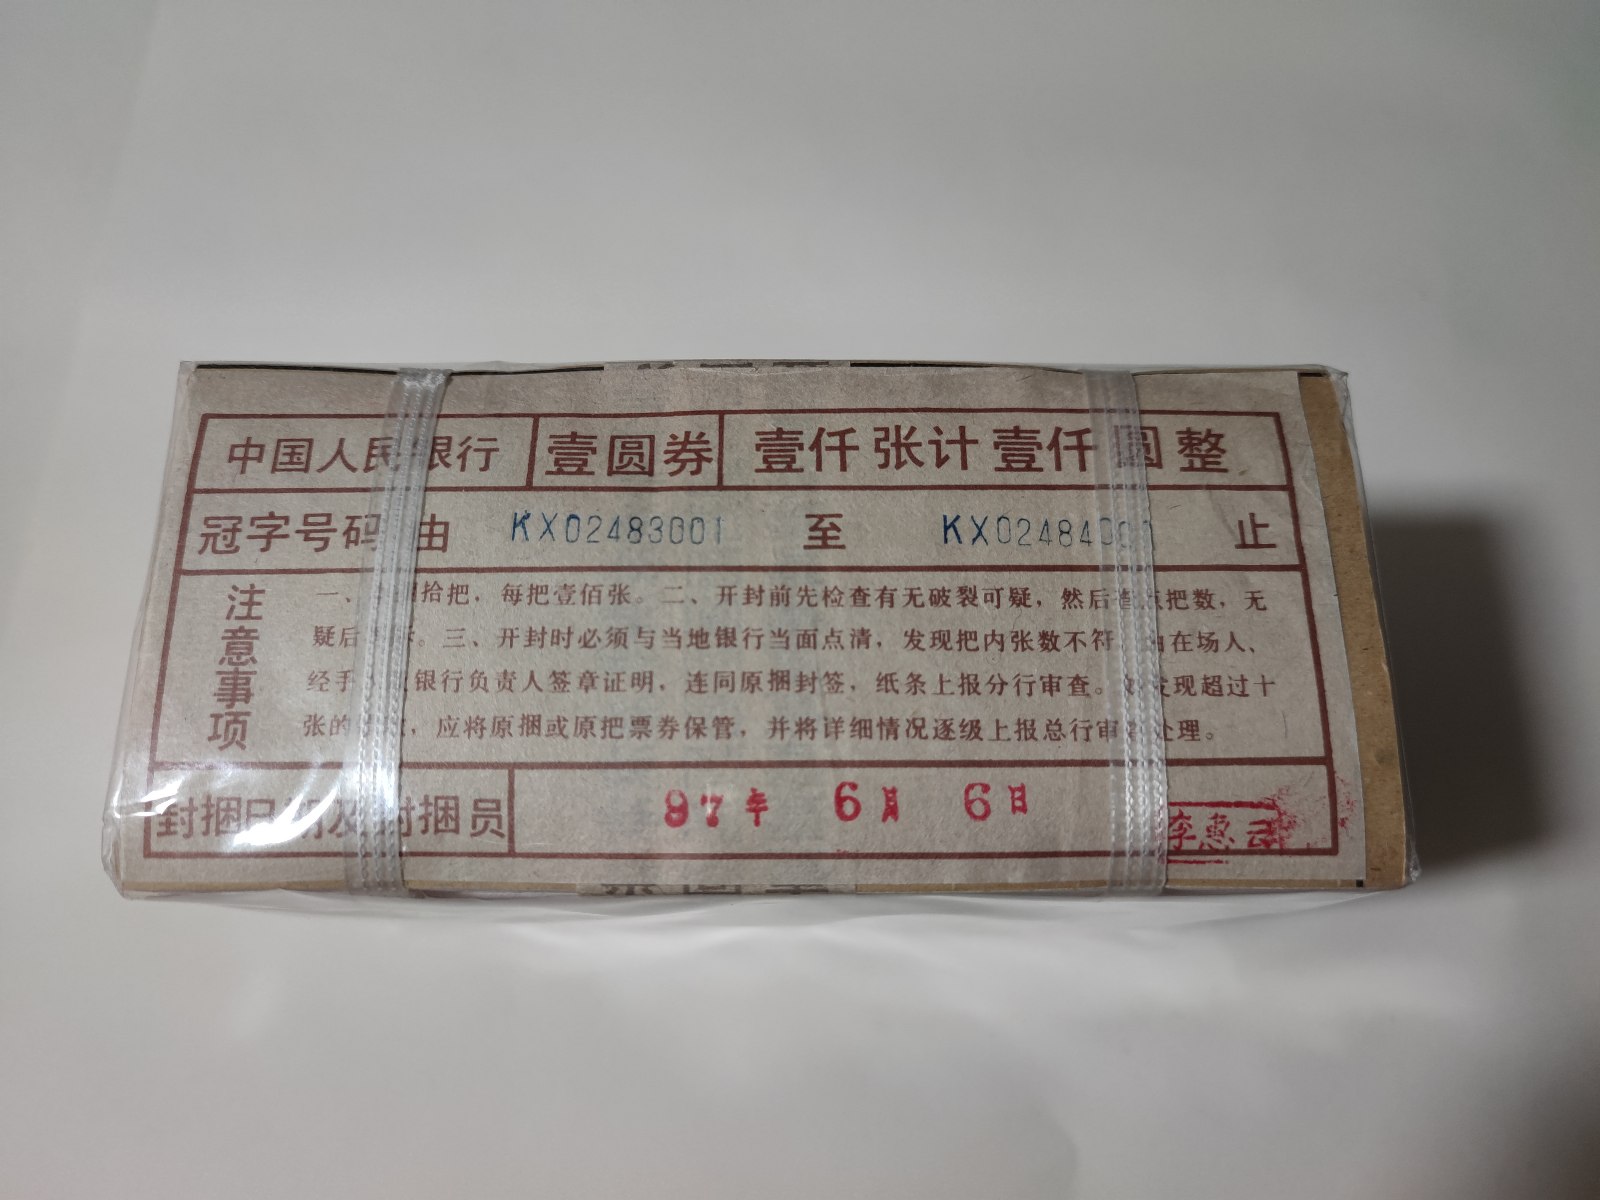 中国人民银行 壹圆券 壹仟张计壹仟圆整
冠字号码由 KX02483001 至 KX02484000 止
注意事项
一、 拾把，每把壹佰张。二、开封前先检查有无破裂可疑，然后 点把数，无
疑后 。三、开封时必须与当地银行当面点清，发现把内张数不符， 由在场人、
经手 银行负责人签章证明，连同原捆封签，纸条上报分行审查。 发现超过十
张的 ，应将原捆或原把票券保管，并将详细情况逐级上报总行审 处理。
封捆日期及封捆员 97年 6月 6日 李惠云